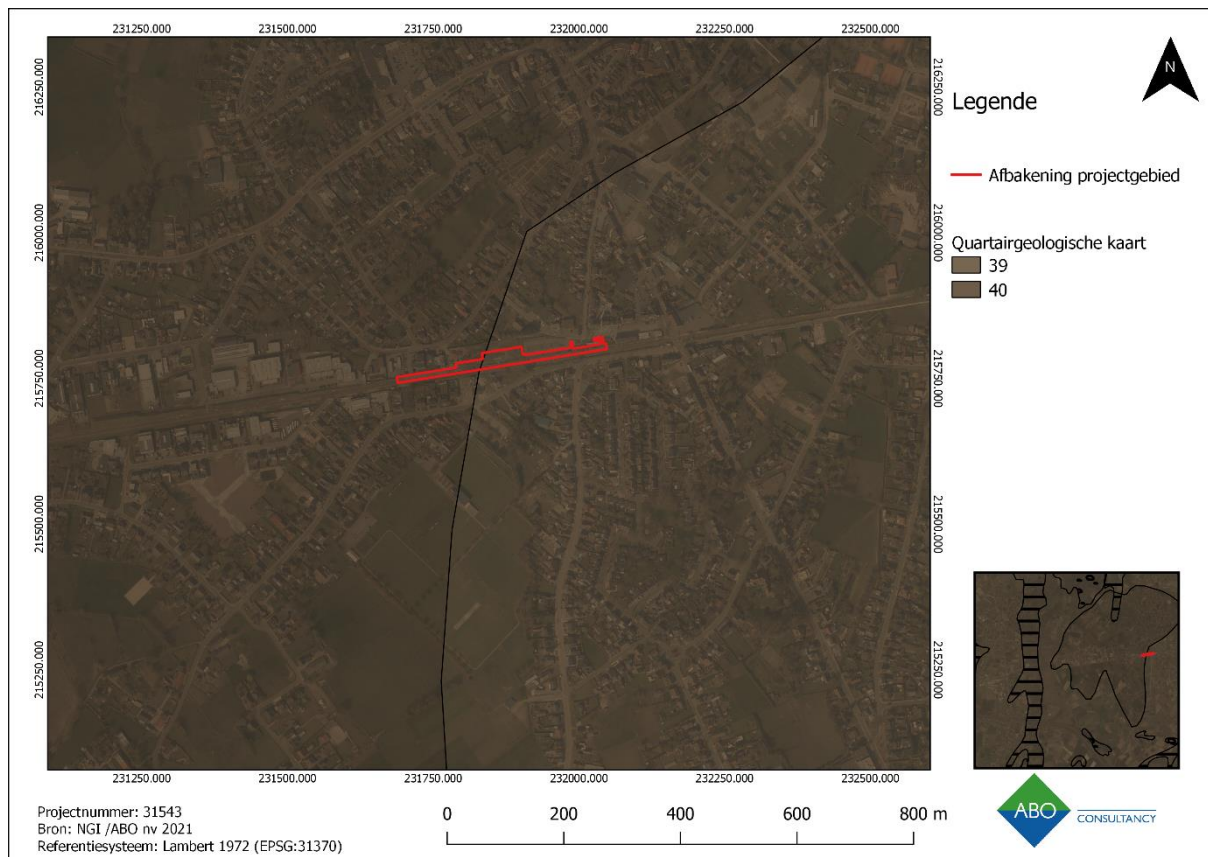 231250.000 231500.000 231750.000 232000.000 232250.000 232500.000
216250.000
216000.000
215750.000
215500.000
215250.000
216250.000
216000.000
215750.000
215500.000
215250.000
231250.000 231500.000 231750.000 232000.000 232250.000 232500.000
N
Legende
Afbakening projectgebied
Quartairgeologische kaart
39
40
Projectnummer: 31543
Bron: NGI /ABO nv 2021
Referentiesysteem: Lambert 1972 (EPSG:31370)
0 200 400 600 800 m
ABO
CONSULTANCY